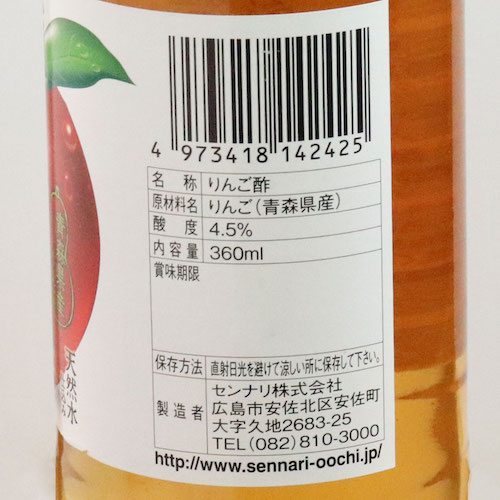 4 973418 142425
名称 りんご酢
原材料名 りんご(青森県産)
酸度 4.5%
内容量 360ml
賞味期限
保存方法 直射日光を避けて涼しい所に保存して下さい。
製造者 センナリ株式会社
広島市安佐北区安佐町
大字久地2683-25
TEL(082)810-3000
http://www.sennari-oochi.jp/
天然水